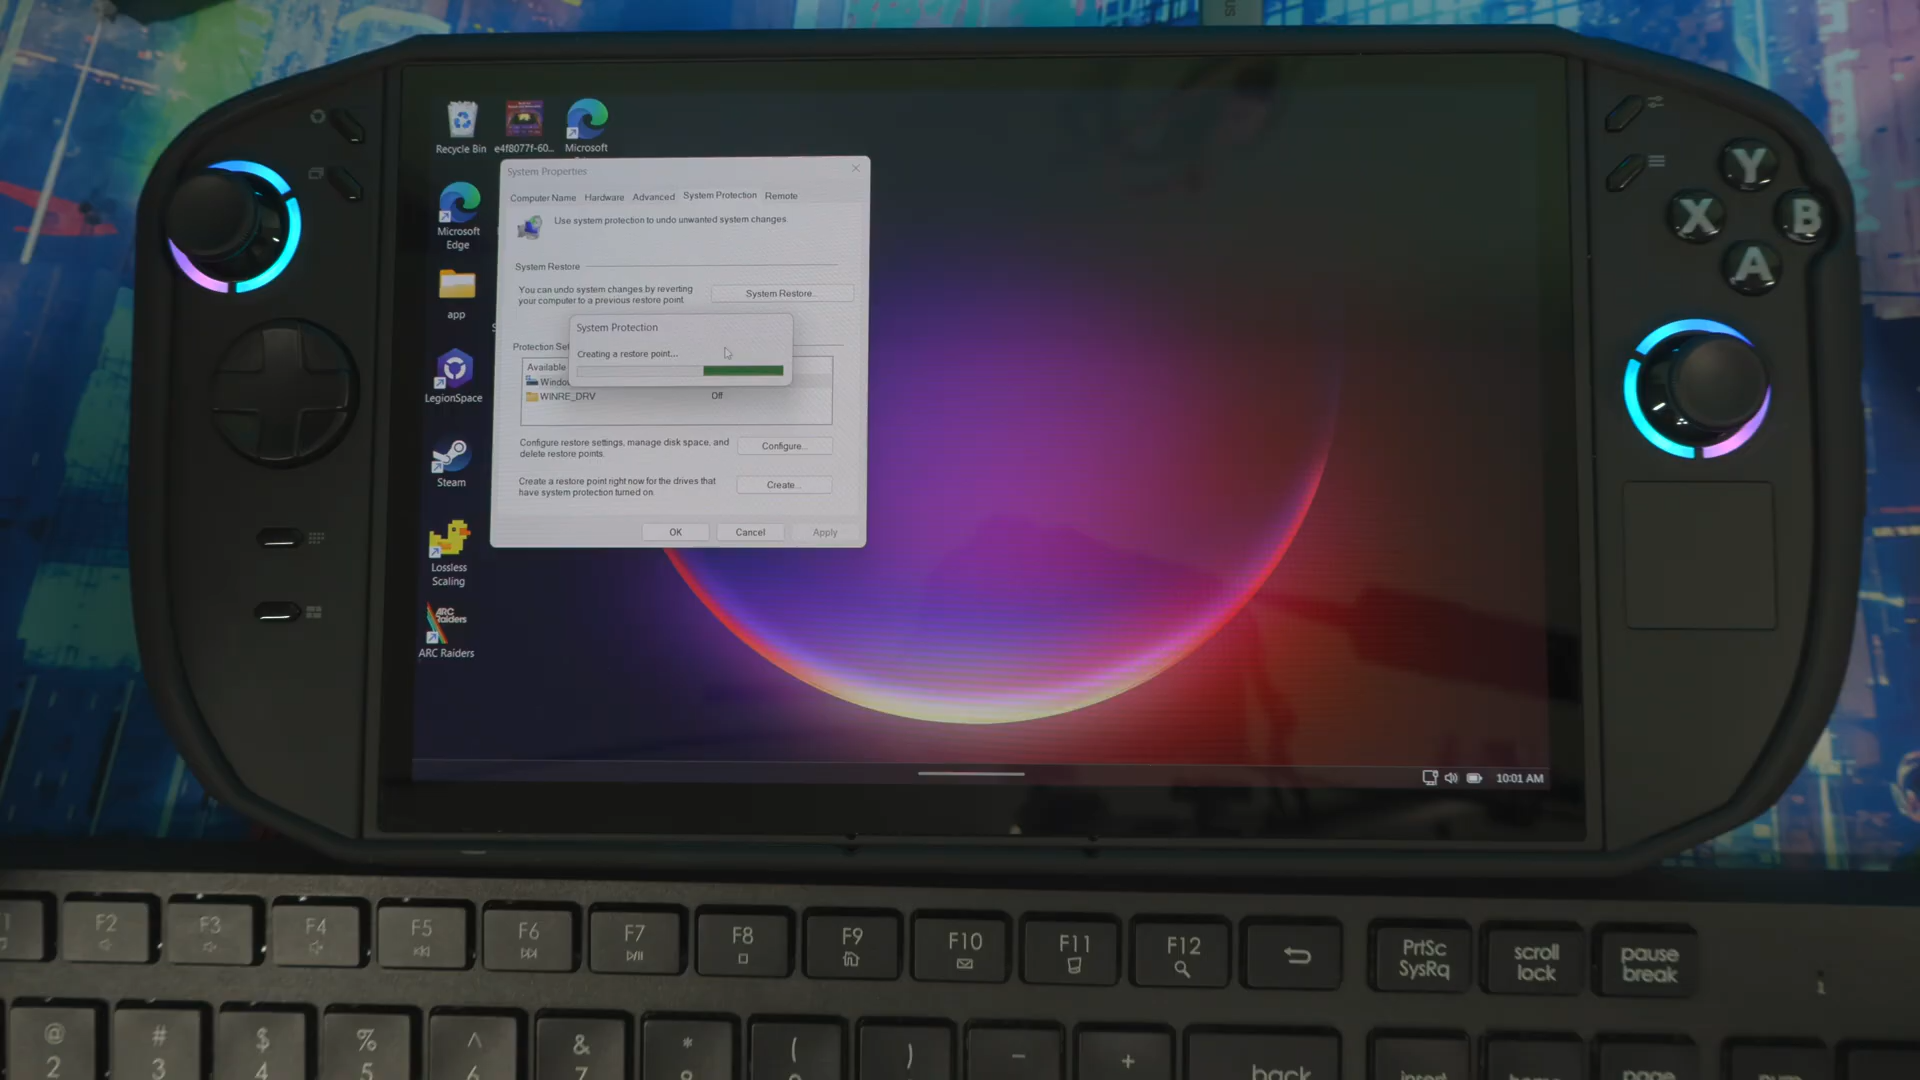 Recycle Bin
e4f8077f-60...
Microsoft
Microsoft
Edge
app
LegionSpace
Steam
Lossless
Scaling
ARC
Raiders
ARC Raiders
System Properties
Computer Name Hardware Advanced System Protection Remote
Use system protection to undo unwanted system changes.
System Restore
You can undo system changes by reverting
your computer to a previous restore point.
System Restore...
System Protection
Creating a restore point...
Protection Set
Available
Windo
WINRE_DRV
Off
Configure restore settings, manage disk space, and
delete restore points.
Configure...
Create a restore point right now for the drives that
have system protection turned on.
Create...
OK Cancel Apply
10:01 AM
Y
X
B
A
F2 F3 F4 F5 F6 F7 F8 F9 F10 F11 F12
PrtSc
SysRq
scroll
lock
pause
break
@ # $ % ^ & * ( ) – +
2 3 4 5 6 7 8
back